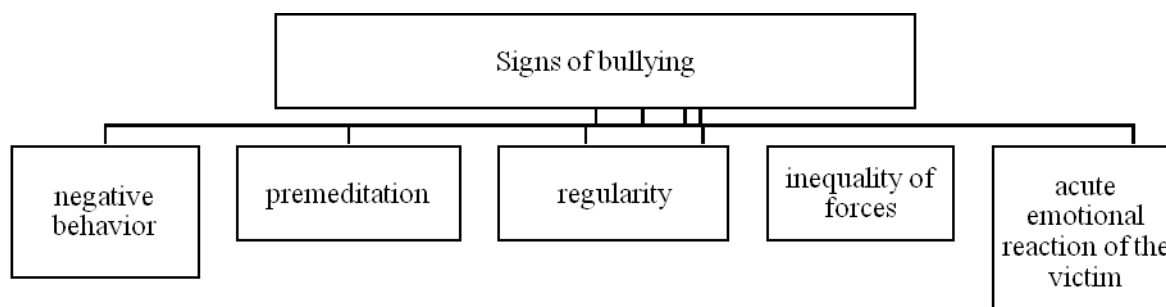 Signs of bullying
negative
behavior
premeditation
regularity
inequality of
forces
acute
emotional
reaction of the
victim